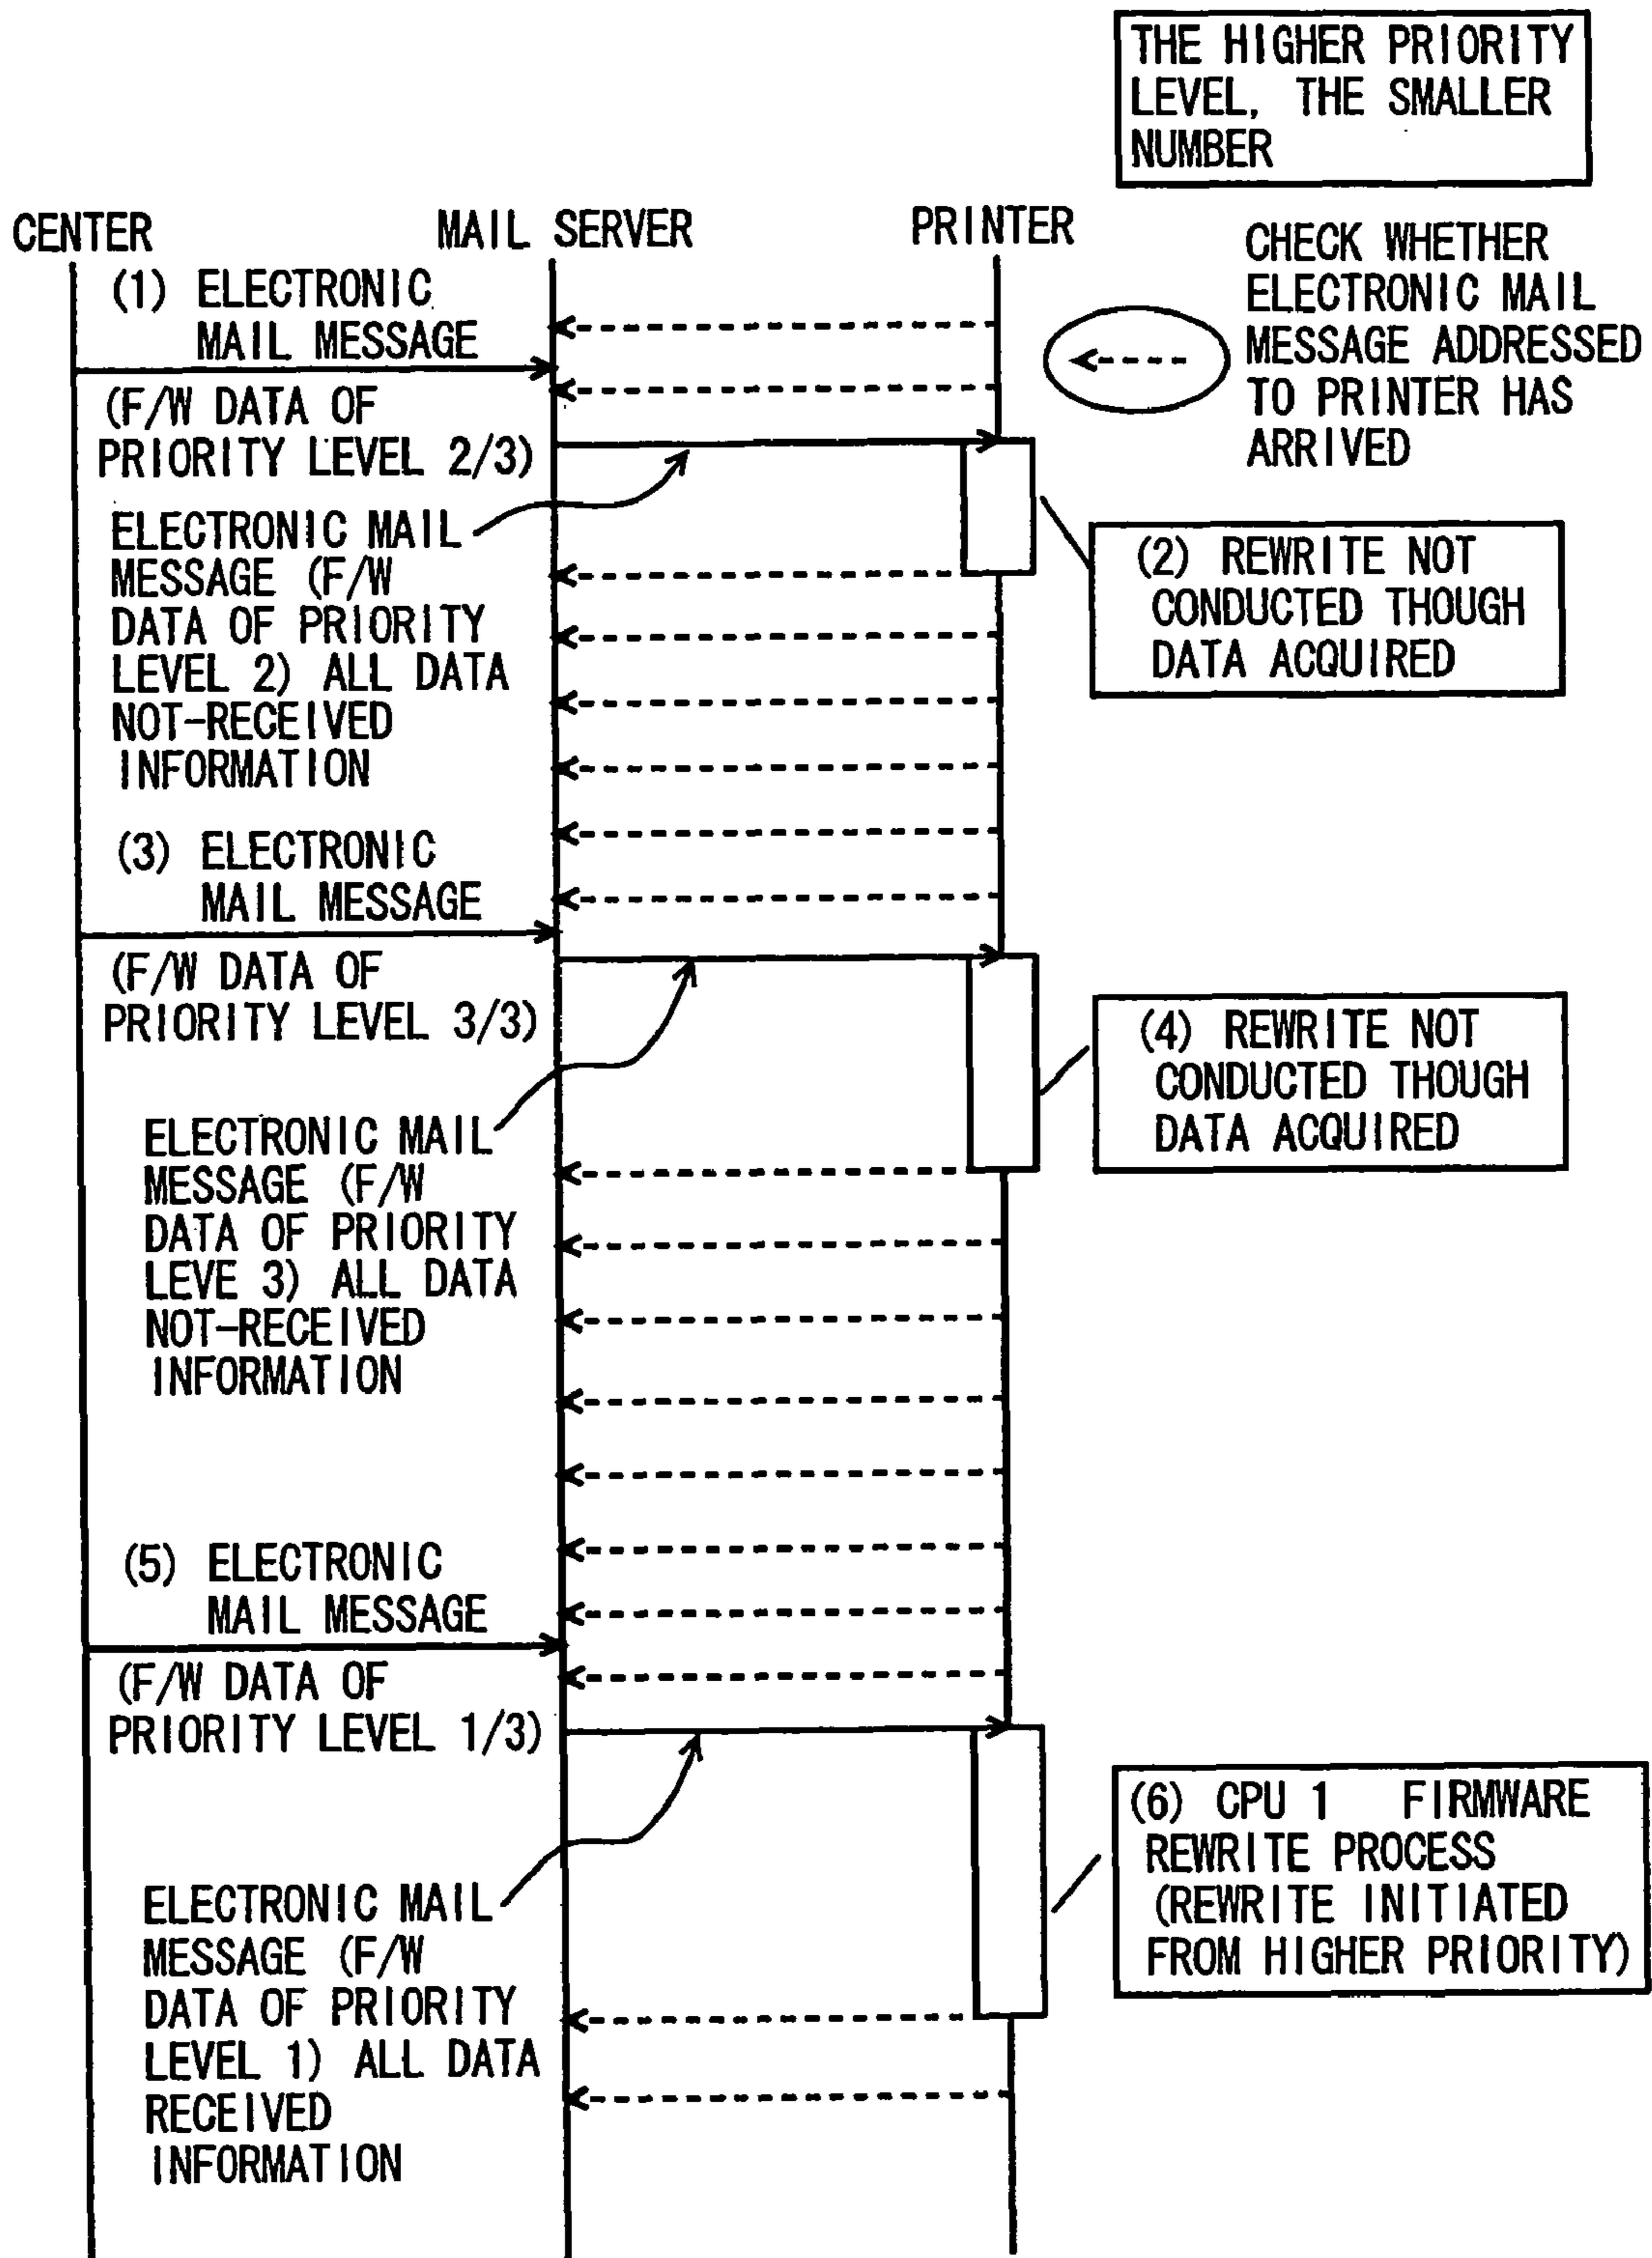 THE HIGHER PRIORITY
LEVEL, THE SMALLER
NUMBER
CENTER
MAIL SERVER
PRINTER
CHECK WHETHER
ELECTRONIC MAIL
MESSAGE ADDRESSED
TO PRINTER HAS
ARRIVED
(1) ELECTRONIC
MAIL MESSAGE
(F/W DATA OF
PRIORITY LEVEL 2/3)
ELECTRONIC MAIL
MESSAGE (F/W
DATA OF PRIORITY
LEVEL 2) ALL DATA
NOT-RECEIVED
INFORMATION
(2) REWRITE NOT
CONDUCTED THOUGH
DATA ACQUIRED
(3) ELECTRONIC
MAIL MESSAGE
(F/W DATA OF
PRIORITY LEVEL 3/3)
(4) REWRITE NOT
CONDUCTED THOUGH
DATA ACQUIRED
ELECTRONIC MAIL
MESSAGE (F/W
DATA OF PRIORITY
LEVE 3) ALL DATA
NOT-RECEIVED
INFORMATION
(5) ELECTRONIC
MAIL MESSAGE
(F/W DATA OF
PRIORITY LEVEL 1/3)
(6) CPU 1 FIRMWARE
REWRITE PROCESS
(REWRITE INITIATED
FROM HIGHER PRIORITY)
ELECTRONIC MAIL
MESSAGE (F/W
DATA OF PRIORITY
LEVEL 1) ALL DATA
RECEIVED
INFORMATION